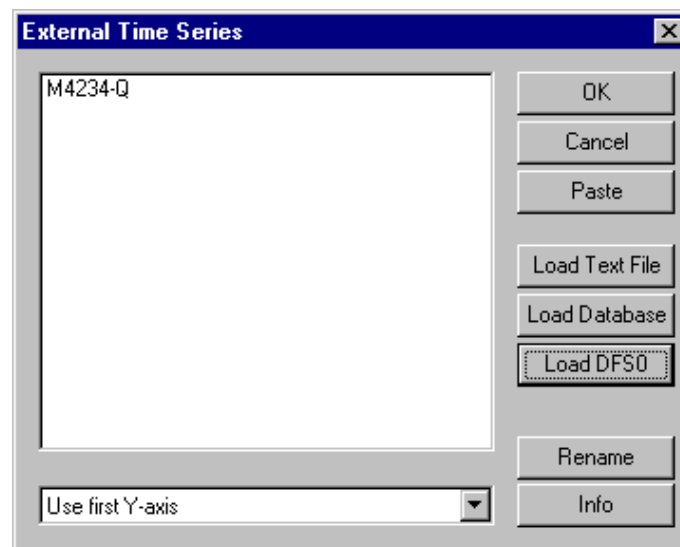 External Time Series
M4234-Q
OK
Cancel
Paste
Load Text File
Load Database
Load DFS0
Rename
Use first Y-axis
Info